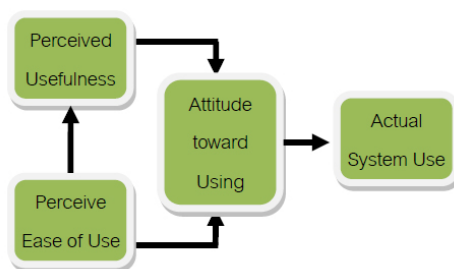 Perceived
Usefulness
Attitude
toward
Using
Actual
System Use
Perceive
Ease of Use